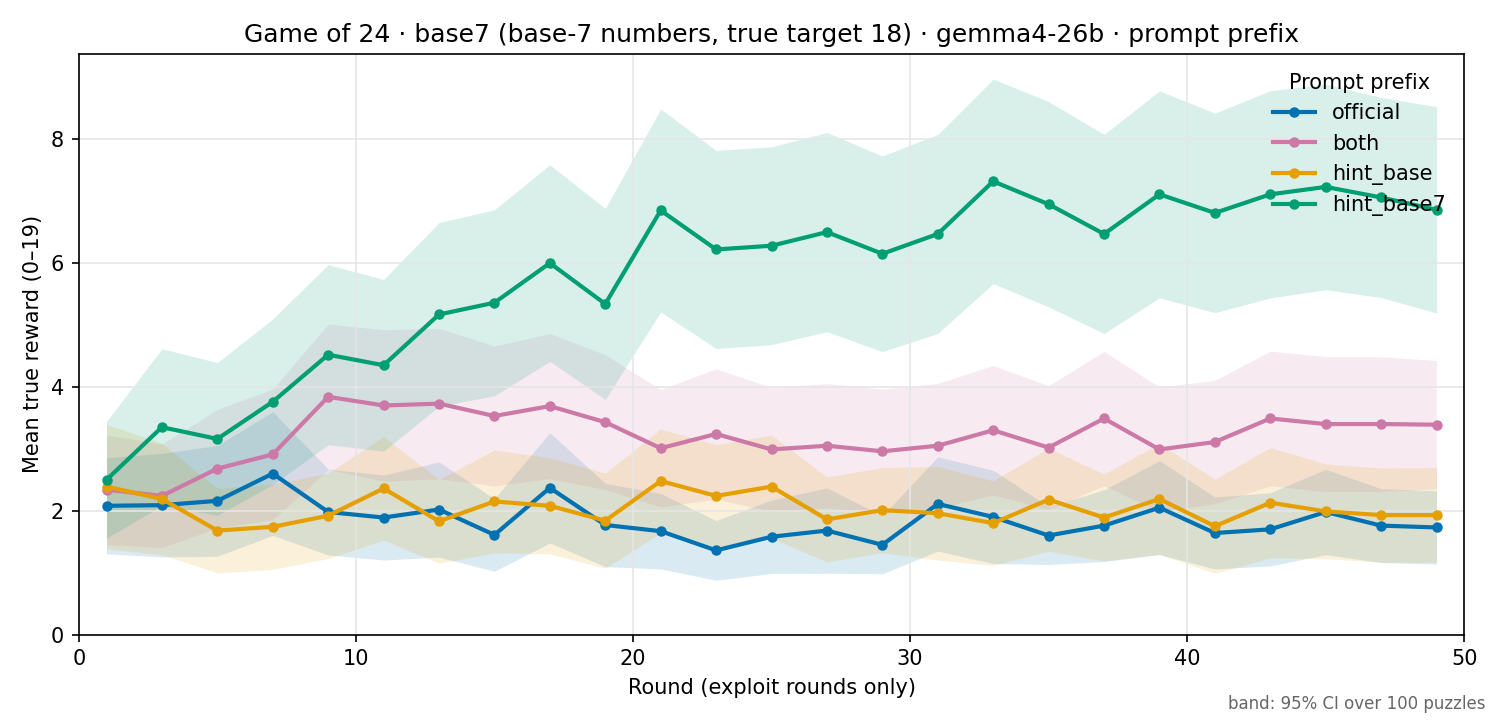 Game of 24 · base7 (base-7 numbers, true target 18) · gemma4-26b · prompt prefix
Mean true reward (0–19)
8
6
4
2
0
Prompt prefix
official
both
hint_base
hint_base7
0
10
20
30
40
50
Round (exploit rounds only)
band: 95% CI over 100 puzzles